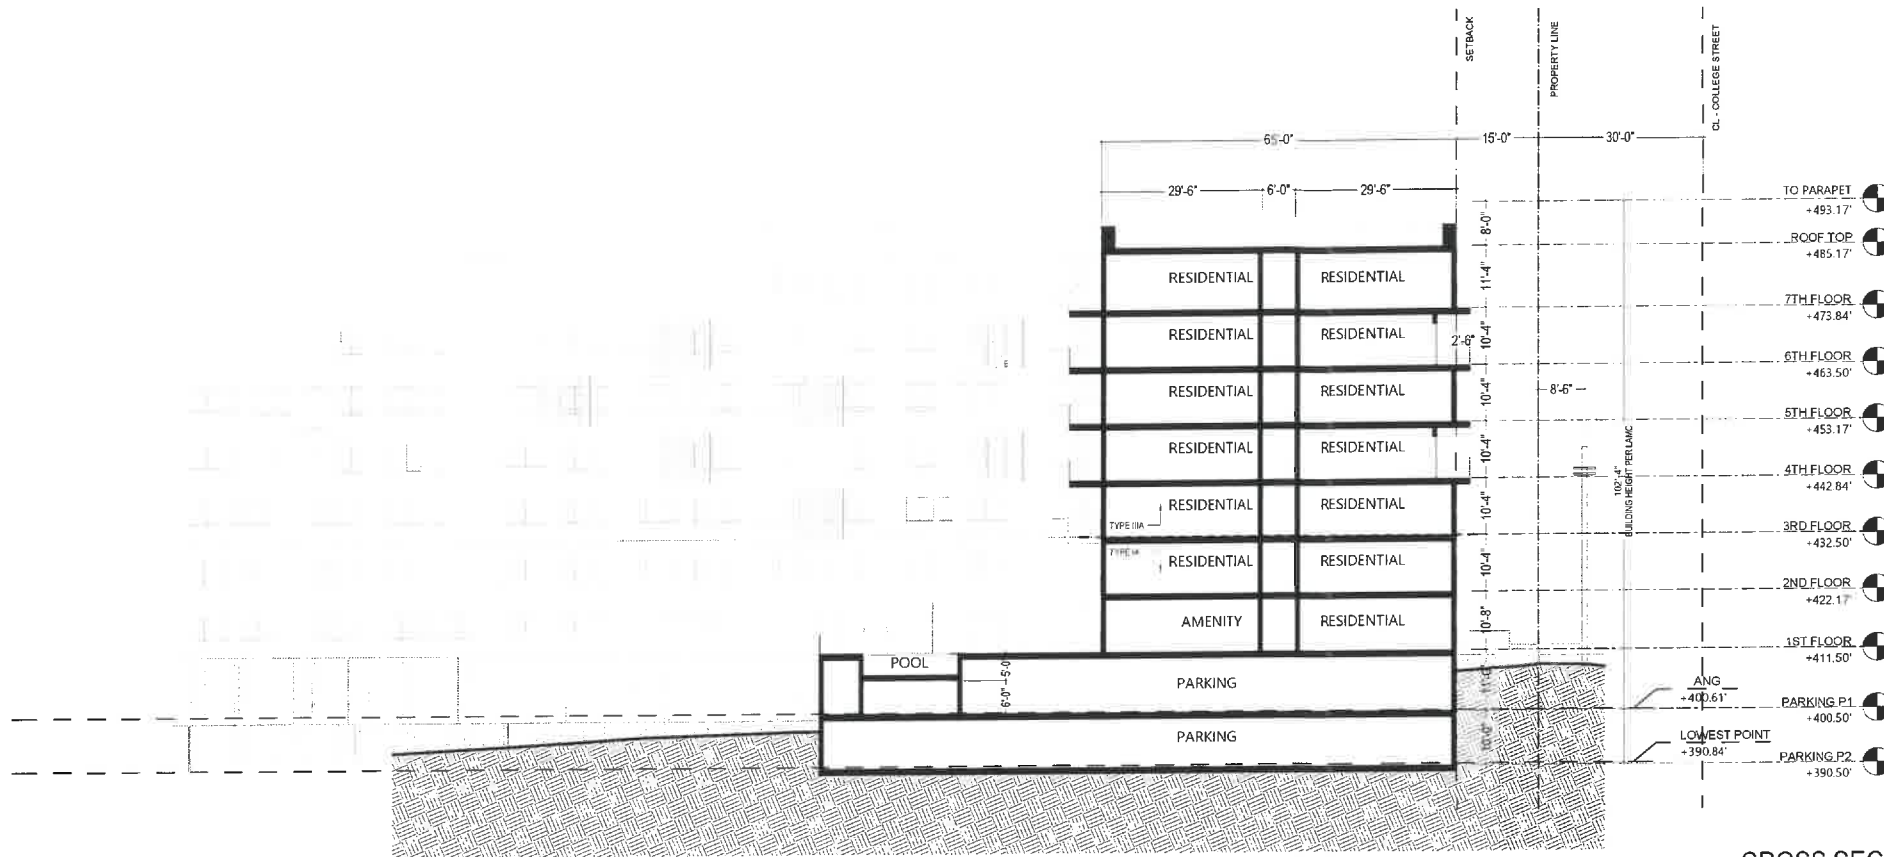 SETBACK
PROPERTY LINE
CL - COLLEGE STREET
65'-0"
15'-0"
30'-0"
29'-6"
6'-0"
29'-6"
TO PARAPET
+493.17'
8'-0"
ROOF TOP
+485.17'
RESIDENTIAL RESIDENTIAL
11'-4"
7TH FLOOR
+473.84'
RESIDENTIAL RESIDENTIAL
2'-6"
10'-4"
6TH FLOOR
+463.50'
RESIDENTIAL RESIDENTIAL
10'-4"
8'-6"
5TH FLOOR
+453.17'
RESIDENTIAL RESIDENTIAL
10'-4"
4TH FLOOR
+442.84'
102'-4"
BUILDING HEIGHT PER LAMC
RESIDENTIAL RESIDENTIAL
10'-4"
TYPE IIIA
3RD FLOOR
+432.50'
TYPE IA
RESIDENTIAL RESIDENTIAL
10'-4"
2ND FLOOR
+422.17'
AMENITY RESIDENTIAL
10'-8"
1ST FLOOR
+411.50'
POOL
5'-0"
6'-0"
PARKING
11'-0"
ANG
+400.61'
PARKING P1
+400.50'
PARKING
10'-0"
LOWEST POINT
+390.84'
PARKING P2
+390.50'